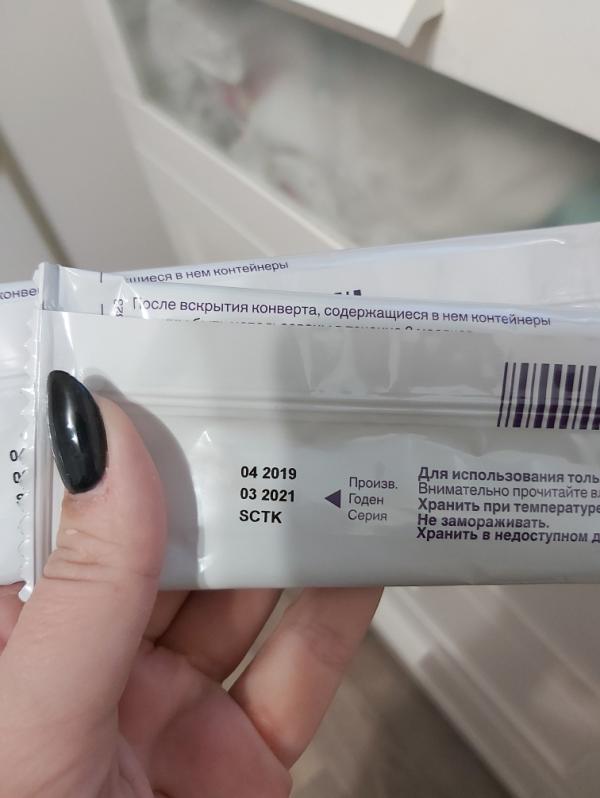 щиеся в нем контейнеры
конве
После вскрытия конверта, содержащиеся в нем контейнеры
04 2019
03 2021
SCTK
Произв.
Годен
Серия
Для использования толь
Внимательно прочитайте в
Хранить при температуре
Не замораживать.
Хранить в недоступном д